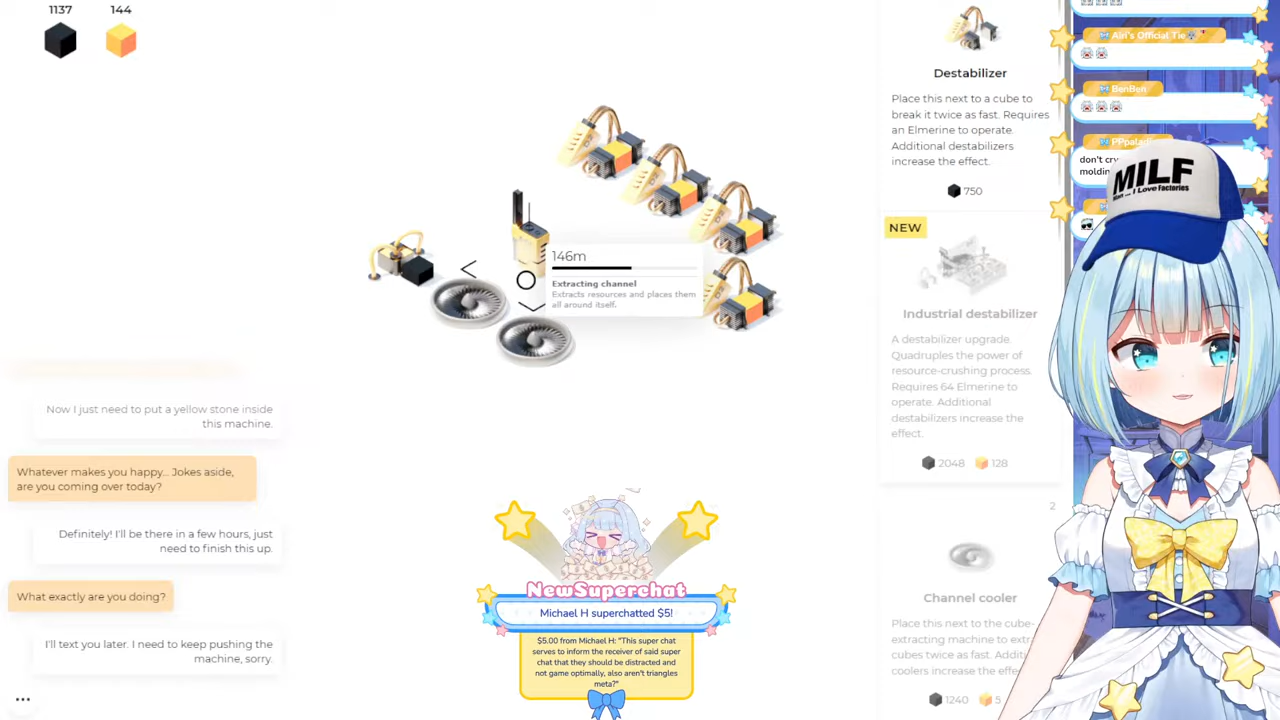 1137
144
Now I just need to put a yellow stone inside
this machine.
Whatever makes you happy... Jokes aside,
are you coming over today?
Definitely! I'll be there in a few hours, just
need to finish this up.
What exactly are you doing?
I'll text you later. I need to keep pushing the
machine, sorry.
146m
Extracting channel
Extracts resources and places them
all around itself.
NewSuperchat
Michael H superchatted $5!
$5.00 from Michael H: "This super chat
serves to inform the receiver of said super
chat that they should be distracted and
not game optimally, also aren't triangles
meta?"
Destabilizer
Place this next to a cube to
break it twice as fast. Requires
an Elmerine to operate.
Additional destabilizers
increase the effect.
750
NEW
Industrial destabilizer
A destabilizer upgrade.
Quadruples the power of
resource-crushing process.
Requires 64 Elmerine to
operate. Additional
destabilizers increase the
effect.
2048
128
2
Channel cooler
Place this next to the cube-
extracting machine to
cubes twice as fast.
coolers increase the
1240
5
Airi's Official Tie
BenBen
don't
MILF
I Love Factories